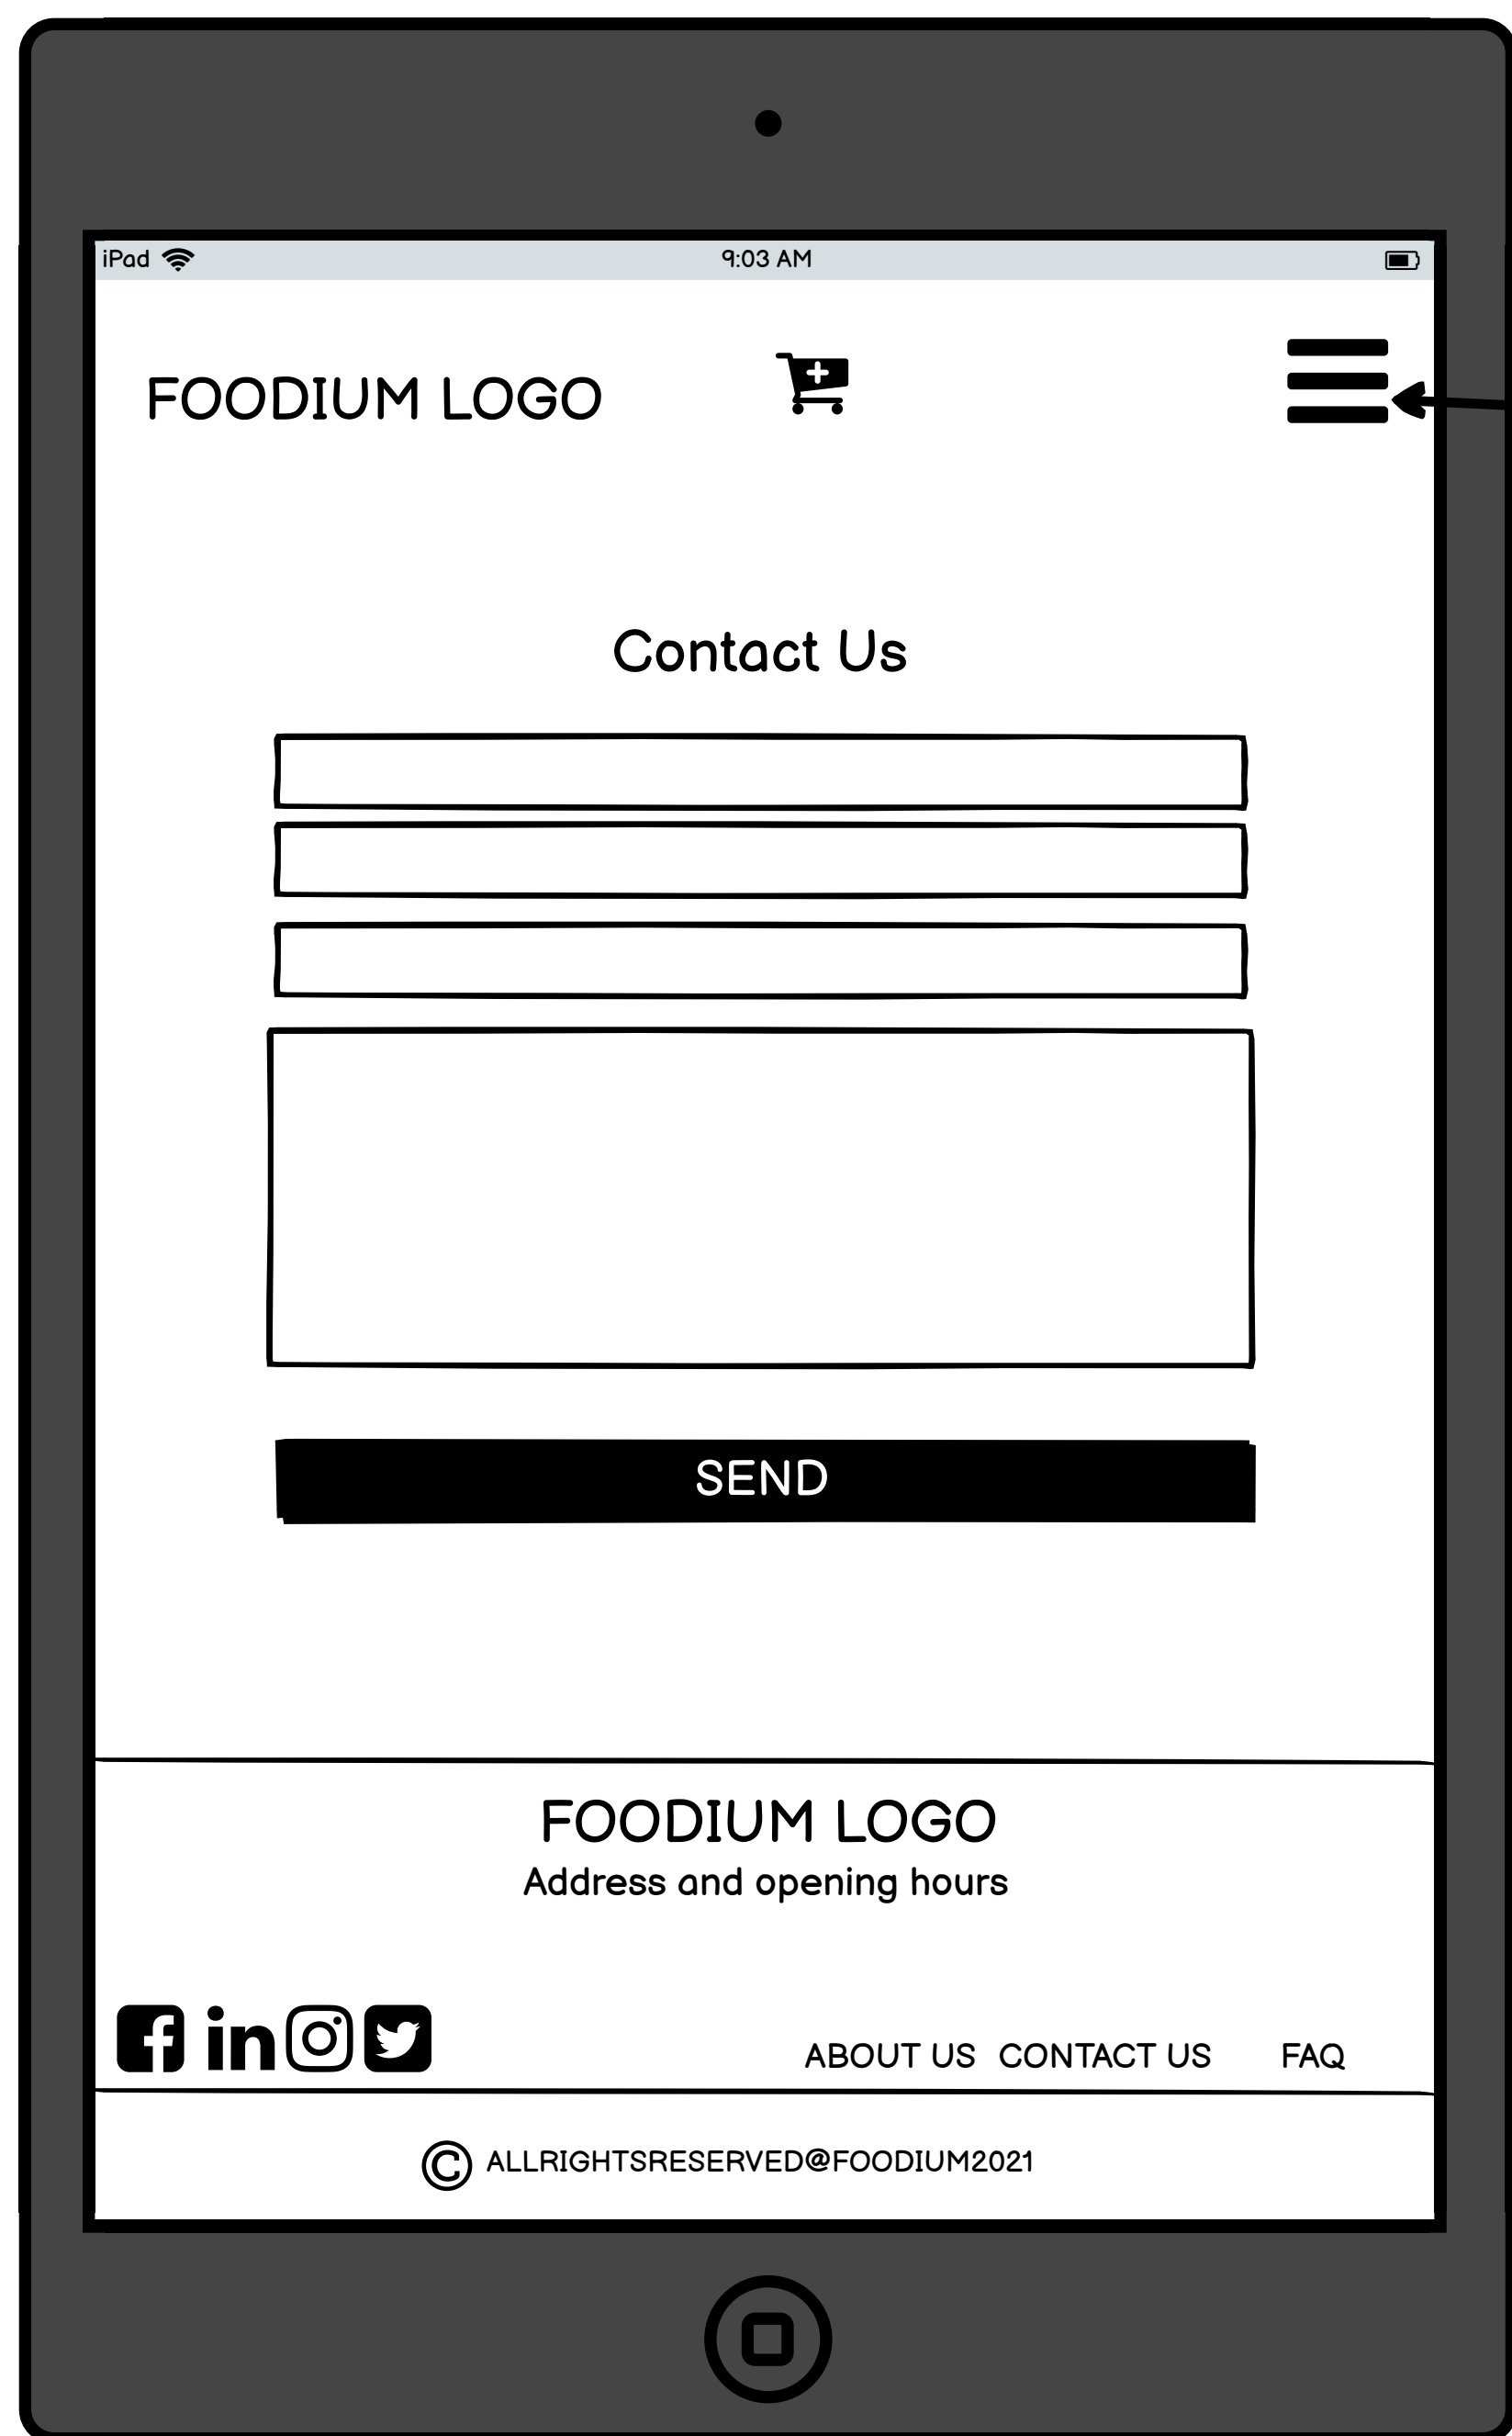 iPad 9:03 AM
FOODIUM LOGO
Contact Us
SEND
FOODIUM LOGO
Address and opening hours
ABOUT US CONTACT US FAQ
© ALLRIGHTSRESERVED@FOODIUM2021